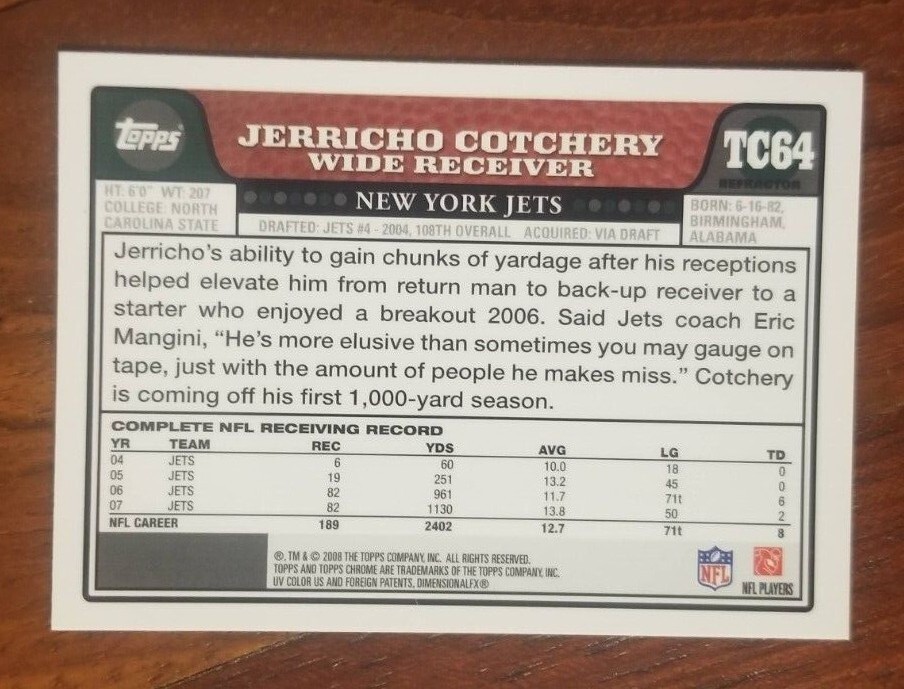 Topps
JERRICHO COTCHERY
WIDE RECEIVER
TC64
REFRACTOR
NEW YORK JETS
HT: 6'0" WT: 207
COLLEGE: NORTH
CAROLINA STATE
DRAFTED: JETS #4 - 2004, 108TH OVERALL ACQUIRED: VIA DRAFT
BORN: 6-16-82,
BIRMINGHAM,
ALABAMA
Jerricho's ability to gain chunks of yardage after his receptions
helped elevate him from return man to back-up receiver to a
starter who enjoyed a breakout 2006. Said Jets coach Eric
Mangini, “He's more elusive than sometimes you may gauge on
tape, just with the amount of people he makes miss.” Cotchery
is coming off his first 1,000-yard season.
COMPLETE NFL RECEIVING RECORD
YR TEAM REC YDS AVG LG TD
04 JETS 6 60 10.0 18 0
05 JETS 19 251 13.2 45 0
06 JETS 82 961 11.7 71t 6
07 JETS 82 1130 13.8 50 2
NFL CAREER 189 2402 12.7 71t 8
®, TM & © 2008 THE TOPPS COMPANY, INC. ALL RIGHTS RESERVED.
TOPPS AND TOPPS CHROME ARE TRADEMARKS OF THE TOPPS COMPANY, INC.
UV COLOR US AND FOREIGN PATENTS, DIMENSIONALFX®
NFL
NFL PLAYERS